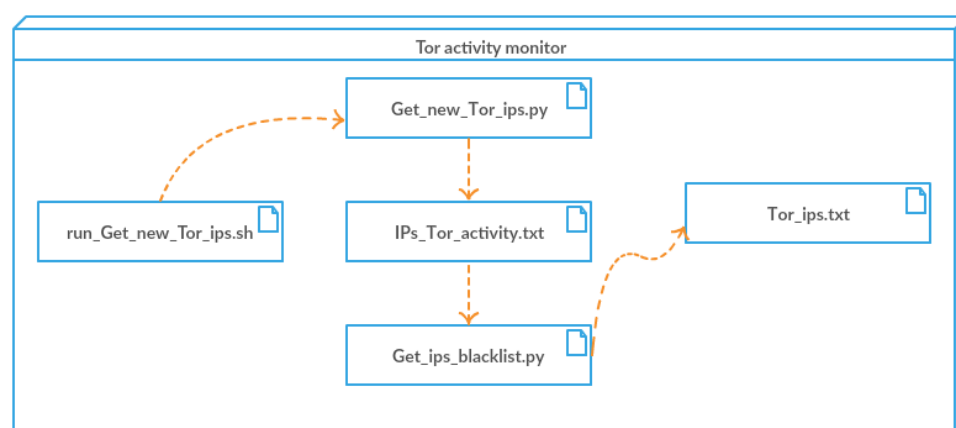 Tor activity monitor
Get_new_Tor_ips.py
run_Get_new_Tor_ips.sh
IPs_Tor_activity.txt
Tor_ips.txt
Get_ips_blacklist.py